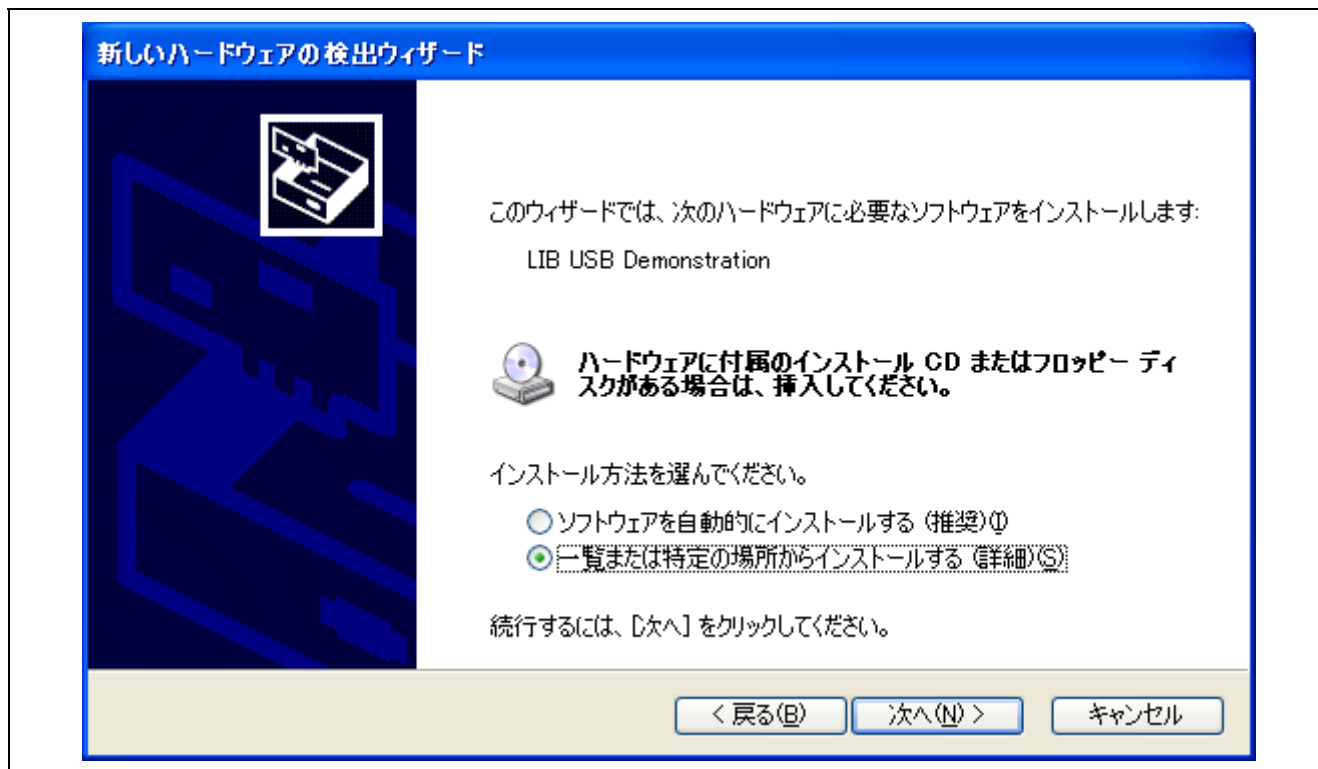 新しいハードウェアの検出ウィザード
このウィザードでは、次のハードウェアに必要なソフトウェアをインストールします:
LIB USB Demonstration
ハードウェアに付属のインストール CD またはフロッピー ディ
スクがある場合は、挿入してください。
インストール方法を選んでください。
ソフトウェアを自動的にインストールする (推奨)(I)
一覧または特定の場所からインストールする (詳細)(S)
続行するには、[次へ] をクリックしてください。
< 戻る(B)
次へ(N) >
キャンセル